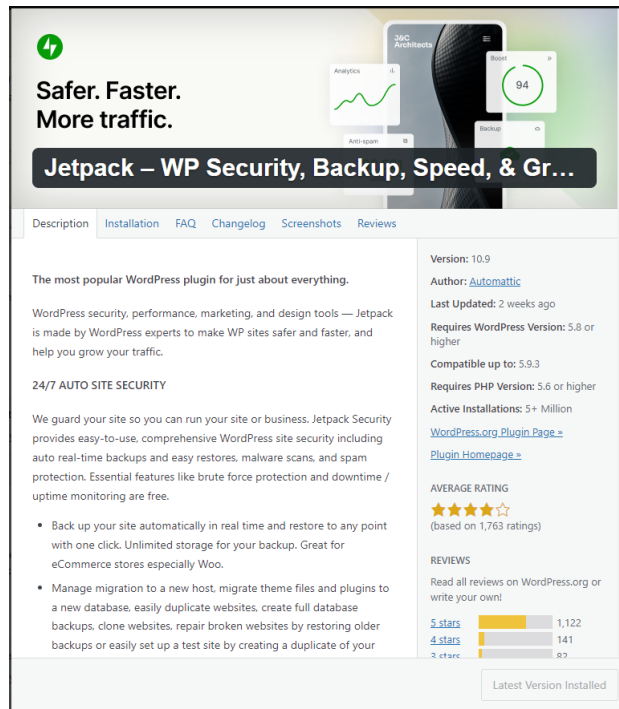 J&C
Architects
Analytics
Boost
94
Safer. Faster.
More traffic.
Anti-spam
Backup
Jetpack – WP Security, Backup, Speed, & Gr…
Description
Installation
FAQ
Changelog
Screenshots
Reviews
The most popular WordPress plugin for just about everything.
WordPress security, performance, marketing, and design tools — Jetpack
is made by WordPress experts to make WP sites safer and faster, and
help you grow your traffic.
24/7 AUTO SITE SECURITY
We guard your site so you can run your site or business. Jetpack Security
provides easy-to-use, comprehensive WordPress site security including
auto real-time backups and easy restores, malware scans, and spam
protection. Essential features like brute force protection and downtime /
uptime monitoring are free.
• Back up your site automatically in real time and restore to any point
with one click. Unlimited storage for your backup. Great for
eCommerce stores especially Woo.
• Manage migration to a new host, migrate theme files and plugins to
a new database, easily duplicate websites, create full database
backups, clone websites, repair broken websites by restoring older
backups or easily set up a test site by creating a duplicate of your
Version: 10.9
Author: Automattic
Last Updated: 2 weeks ago
Requires WordPress Version: 5.8 or
higher
Compatible up to: 5.9.3
Requires PHP Version: 5.6 or higher
Active Installations: 5+ Million
WordPress.org Plugin Page »
Plugin Homepage »
AVERAGE RATING
(based on 1,763 ratings)
REVIEWS
Read all reviews on WordPress.org or
write your own!
5 stars 1,122
4 stars 141
3 stars 82
Latest Version Installed